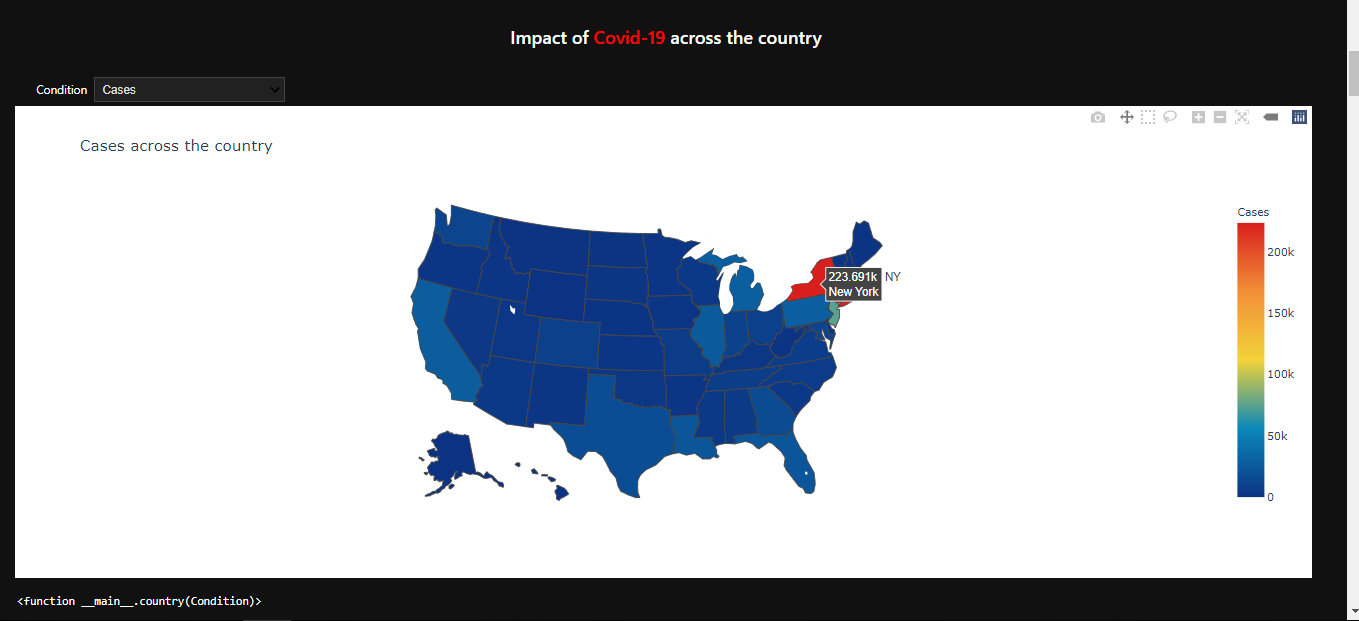 Impact of Covid-19 across the country
Condition Cases
Cases across the country
Cases
200k
150k
100k
50k
0
223.691k NY
New York
<function __main__.country(Condition)>